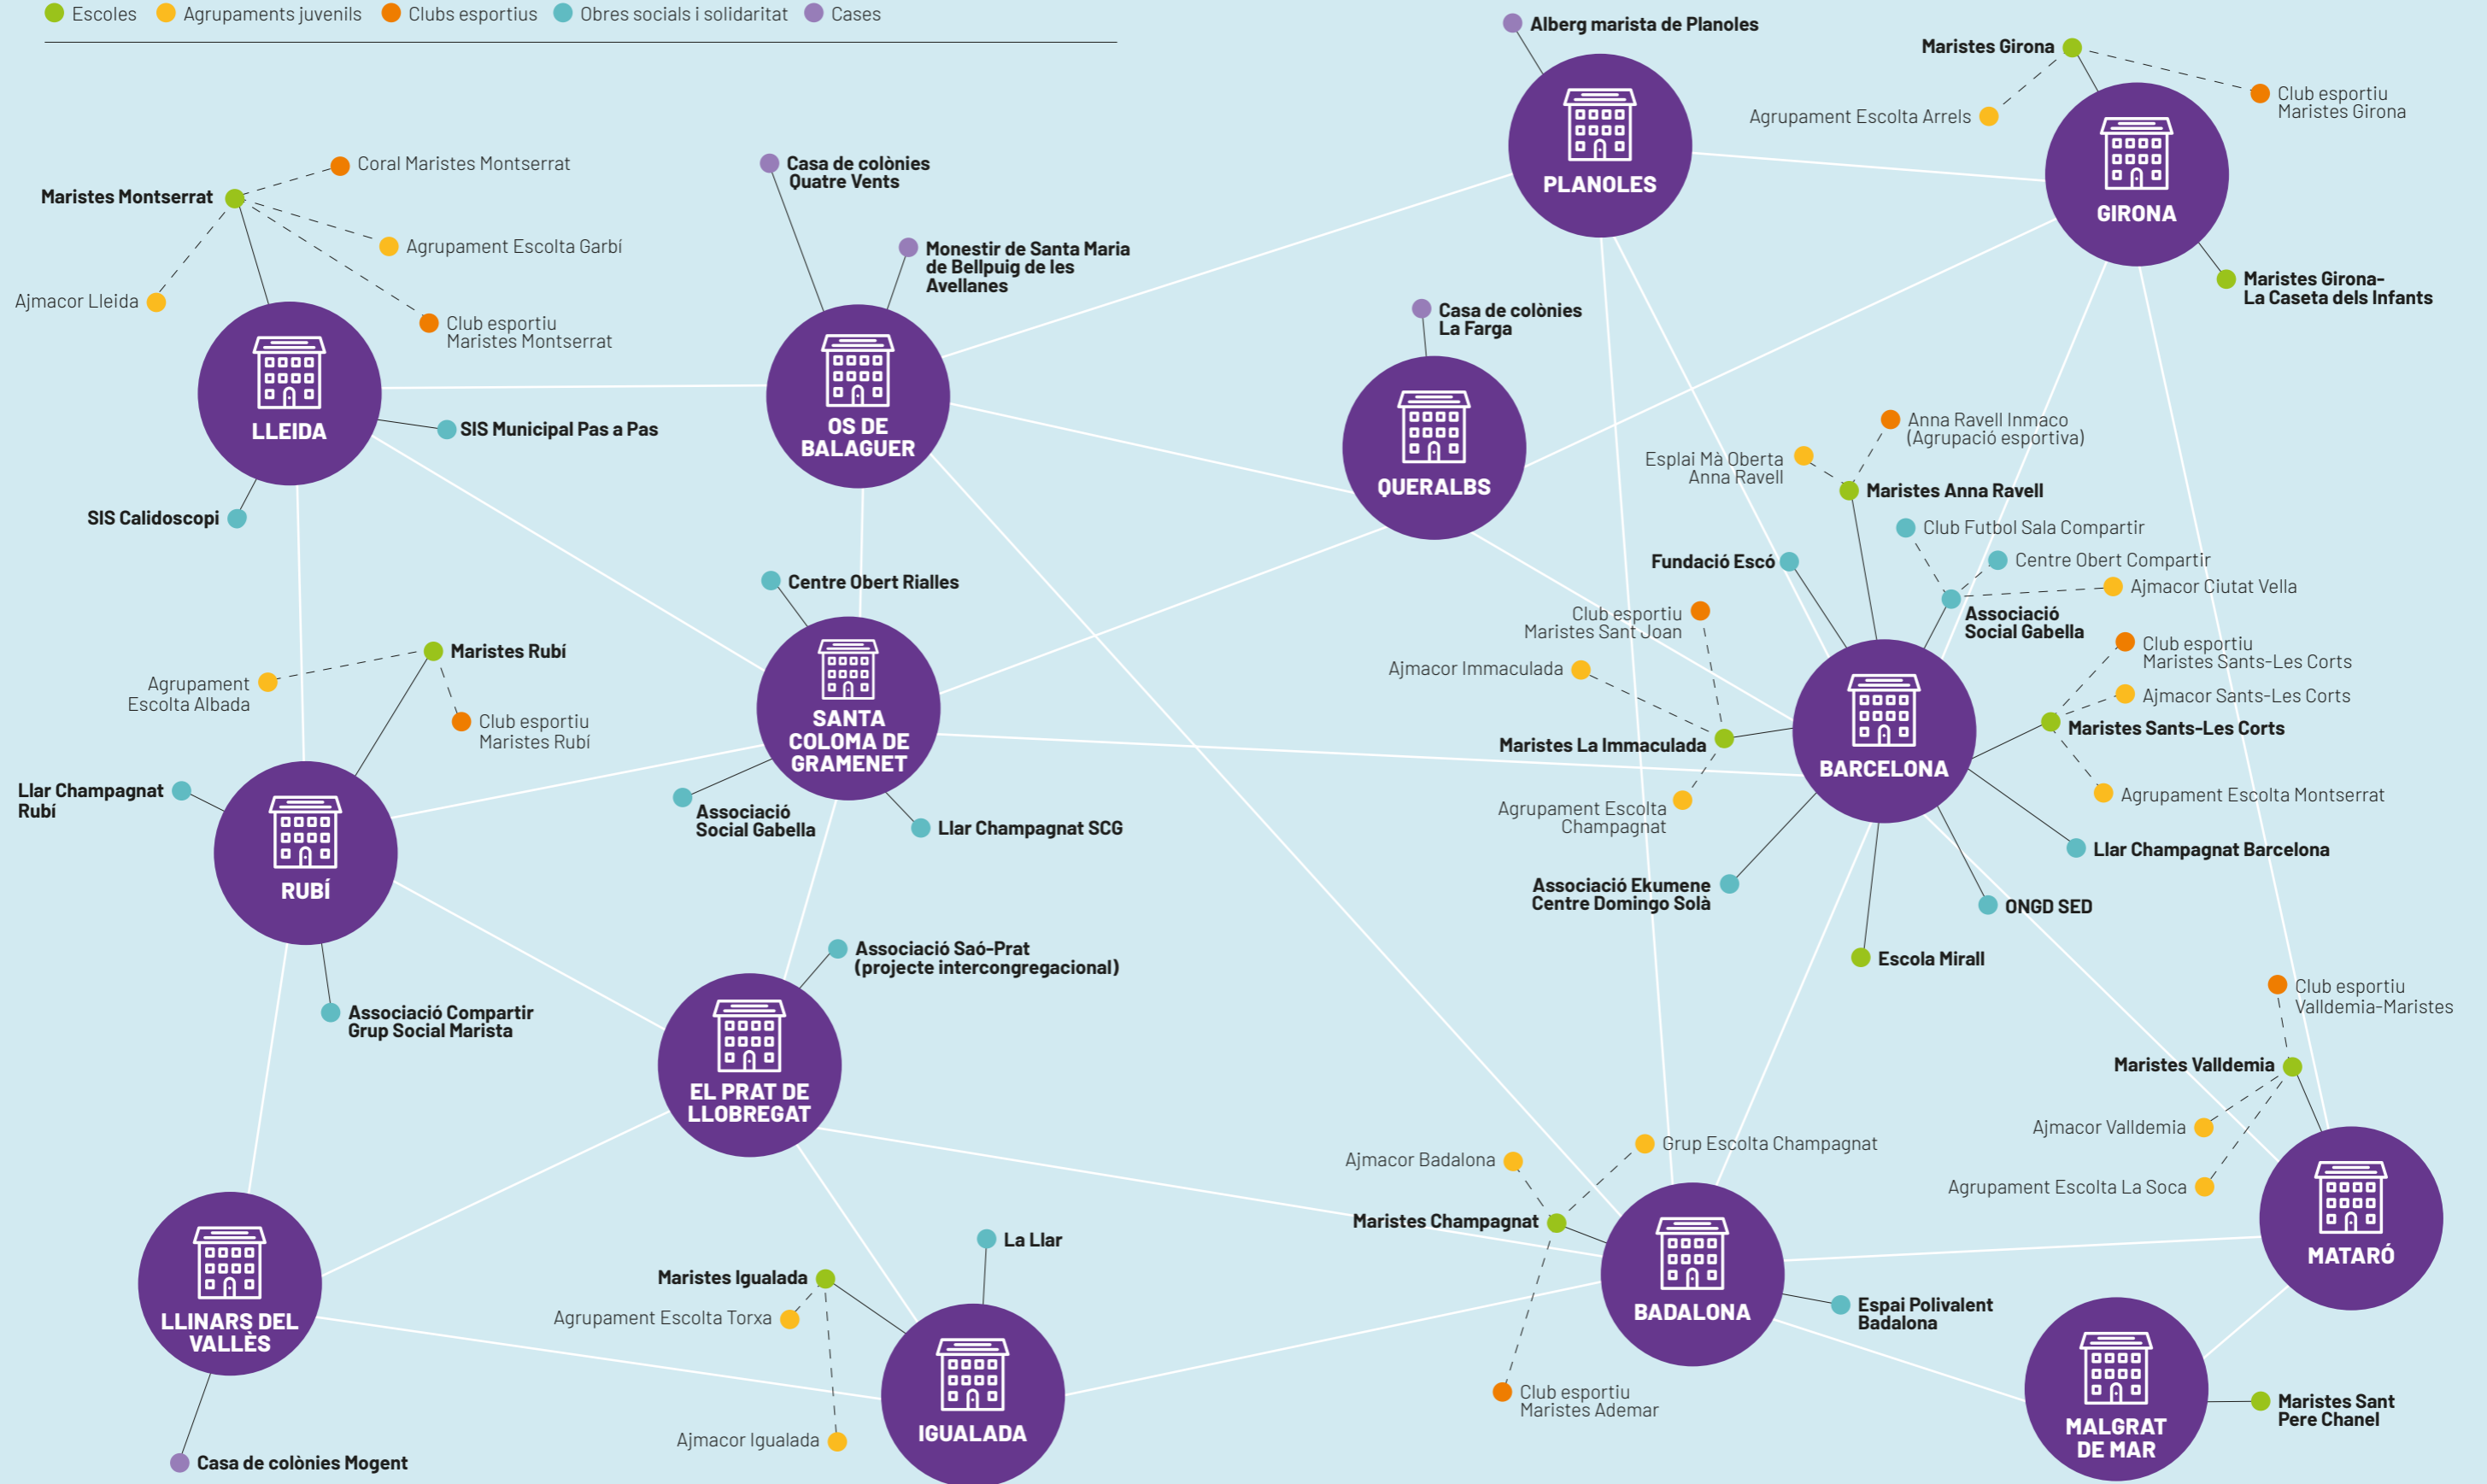 Escoles
Agrupaments juvenils
Clubs esportius
Obres socials i solidaritat
Cases
Maristes Montserrat
Coral Maristes Montserrat
Agrupament Escolta Garbí
Club esportiu
Maristes Montserrat
Ajmacor Lleida
LLEIDA
SIS Municipal Pas a Pas
SIS Calidoscopi
Casa de colònies
Quatre Vents
Monestir de Santa Maria
de Bellpuig de les
Avellanes
OS DE
BALAGUER
Alberg marista de Planoles
PLANOLES
Maristes Girona
Agrupament Escolta Arrels
Club esportiu
Maristes Girona
GIRONA
Maristes Girona-
La Caseta dels Infants
Casa de colònies
La Farga
QUERALBS
Centre Obert Rialles
SANTA
COLOMA DE
GRAMENET
Associació
Social Gabella
Llar Champagnat SCG
Maristes Rubí
Agrupament
Escolta Albada
Club esportiu
Maristes Rubí
Llar Champagnat
Rubí
RUBÍ
Associació Compartir
Grup Social Marista
Anna Ravell Inmaco
(Agrupació esportiva)
Esplai Mà Oberta
Anna Ravell
Maristes Anna Ravell
Club Futbol Sala Compartir
Centre Obert Compartir
Ajmacor Ciutat Vella
Associació
Social Gabella
Fundació Escó
Club esportiu
Maristes Sant Joan
Ajmacor Immaculada
Maristes La Immaculada
Agrupament Escolta
Champagnat
BARCELONA
Club esportiu
Maristes Sants-Les Corts
Ajmacor Sants-Les Corts
Maristes Sants-Les Corts
Agrupament Escolta Montserrat
Llar Champagnat Barcelona
ONGD SED
Escola Mirall
Associació Ekumene
Centre Domingo Solà
Associació Saó-Prat
(projecte intercongregacional)
EL PRAT DE
LLOBREGAT
Club esportiu
Valldemia-Maristes
Maristes Valldemia
Ajmacor Valldemia
Agrupament Escolta La Soca
MATARÓ
Ajmacor Badalona
Grup Escolta Champagnat
Maristes Champagnat
Club esportiu
Maristes Ademar
BADALONA
Espai Polivalent
Badalona
MALGRAT
DE MAR
Maristes Sant
Pere Chanel
LLINARS DEL
VALLÈS
Casa de colònies Mogent
La Llar
Maristes Igualada
Agrupament Escolta Torxa
Ajmacor Igualada
IGUALADA